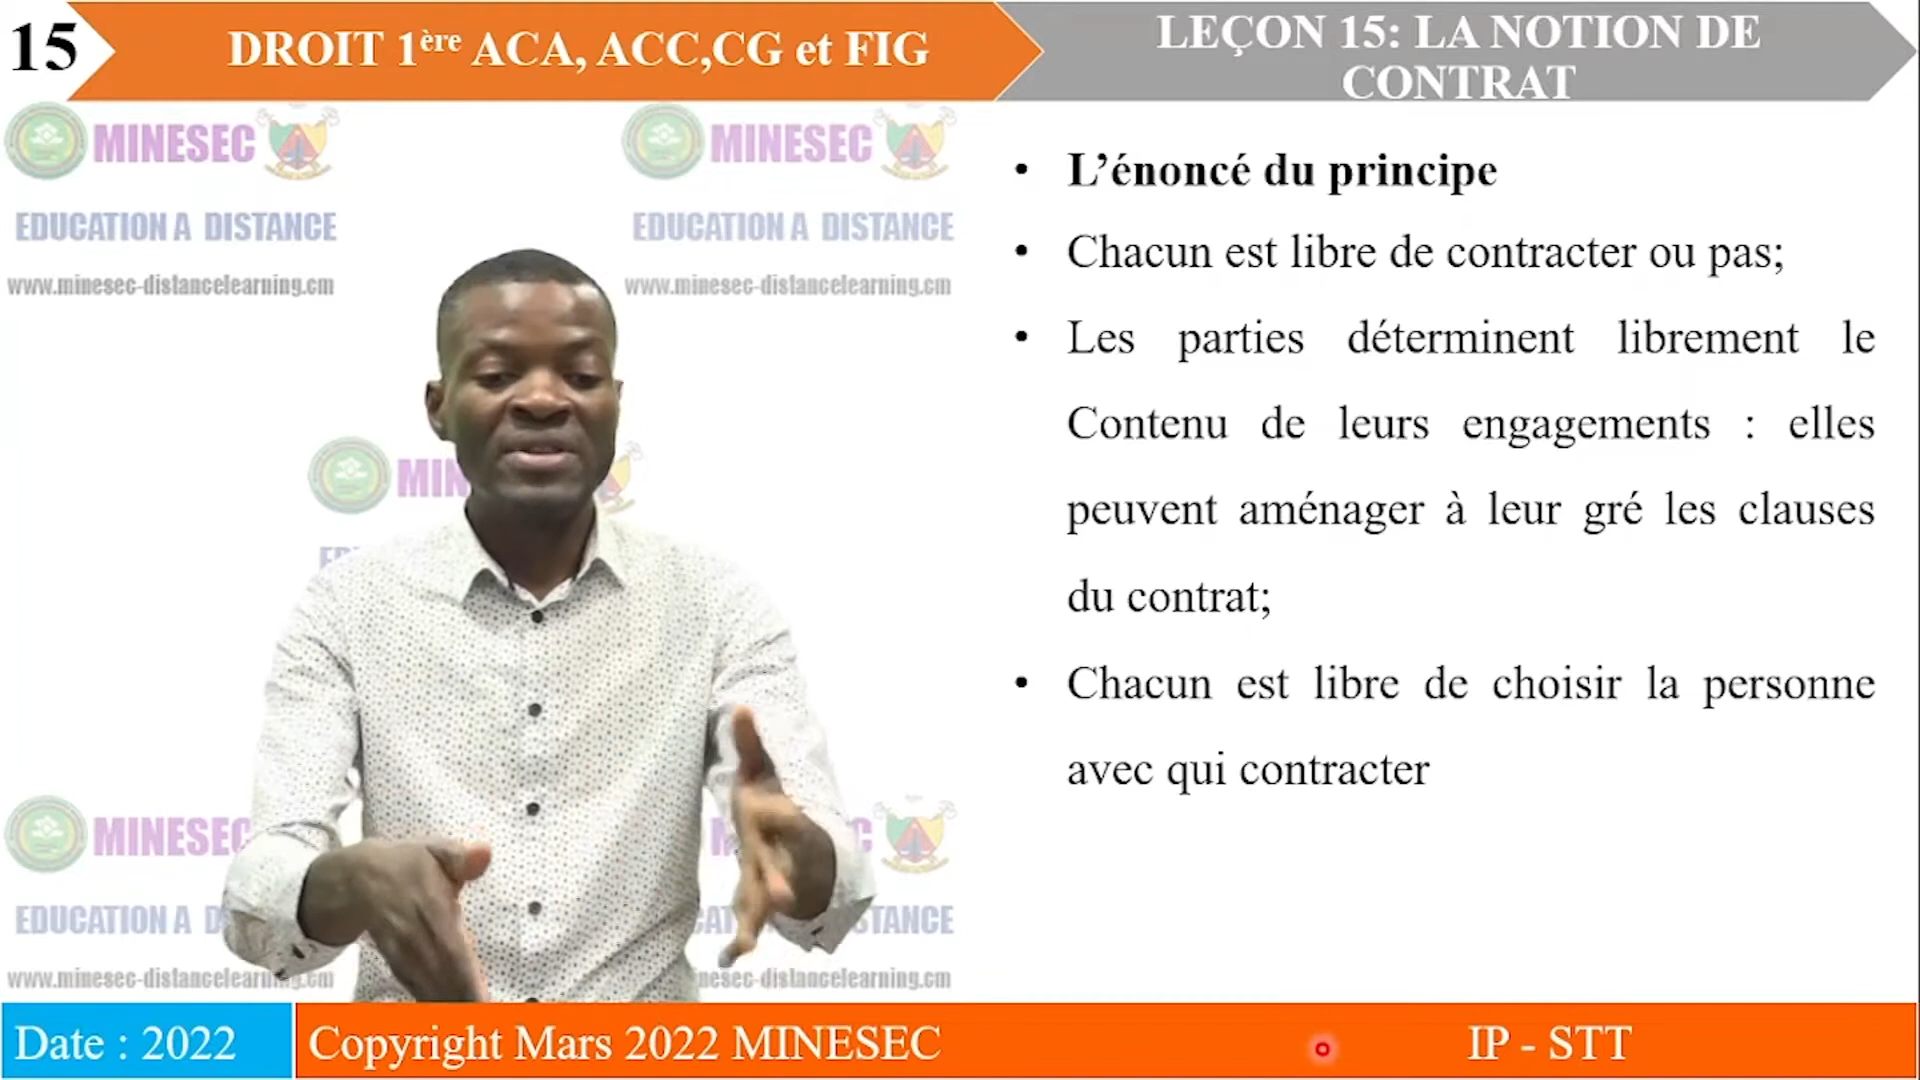 15
DROIT 1ère ACA, ACC,CG et FIG
LEÇON 15: LA NOTION DE
CONTRAT
MINESEC
MINESEC
EDUCATION A DISTANCE
EDUCATION A DISTANCE
www.minesec-distancelearning.cm
www.minesec-distancelearning.cm
• L’énoncé du principe
• Chacun est libre de contracter ou pas;
• Les parties déterminent librement le
Contenu de leurs engagements : elles
peuvent aménager à leur gré les clauses
du contrat;
• Chacun est libre de choisir la personne
avec qui contracter
MIN
MINESEC
EDUCATION A D
STANCE
Date : 2022
Copyright Mars 2022 MINESEC
IP - STT